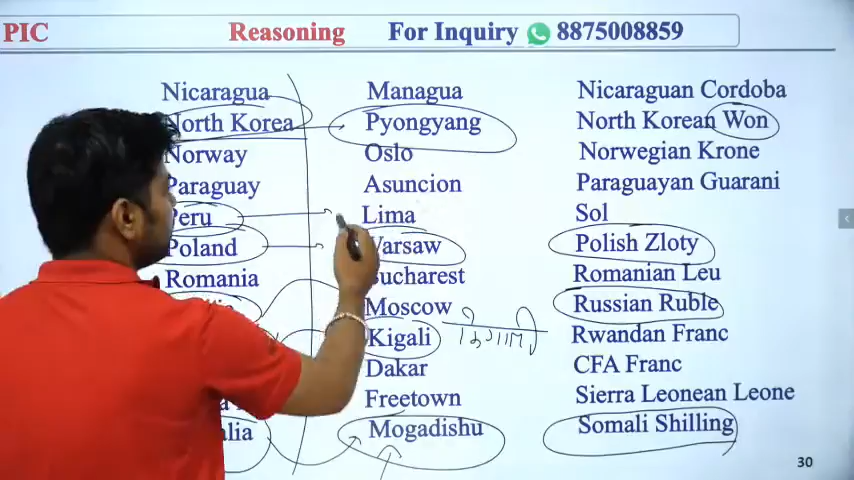 PIC Reasoning For Inquiry 8875008859
Nicaragua Managua Nicaraguan Cordoba
North Korea Pyongyang North Korean Won
Norway Oslo Norwegian Krone
Paraguay Asuncion Paraguayan Guarani
Peru Lima Sol
Poland Varsaw Polish Zloty
Romania Bucharest Romanian Leu
Moscow Russian Ruble
Kigali किगाली Rwandan Franc
Dakar CFA Franc
Freetown Sierra Leonean Leone
alia Mogadishu Somali Shilling
30